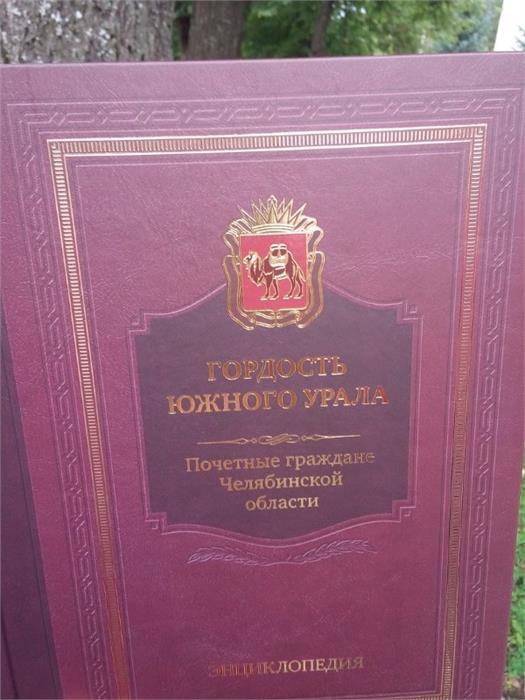 ГОРДОСТЬ
ЮЖНОГО УРАЛА
Почетные граждане
Челябинской
области
ЭНЦИКЛОПЕДИЯ